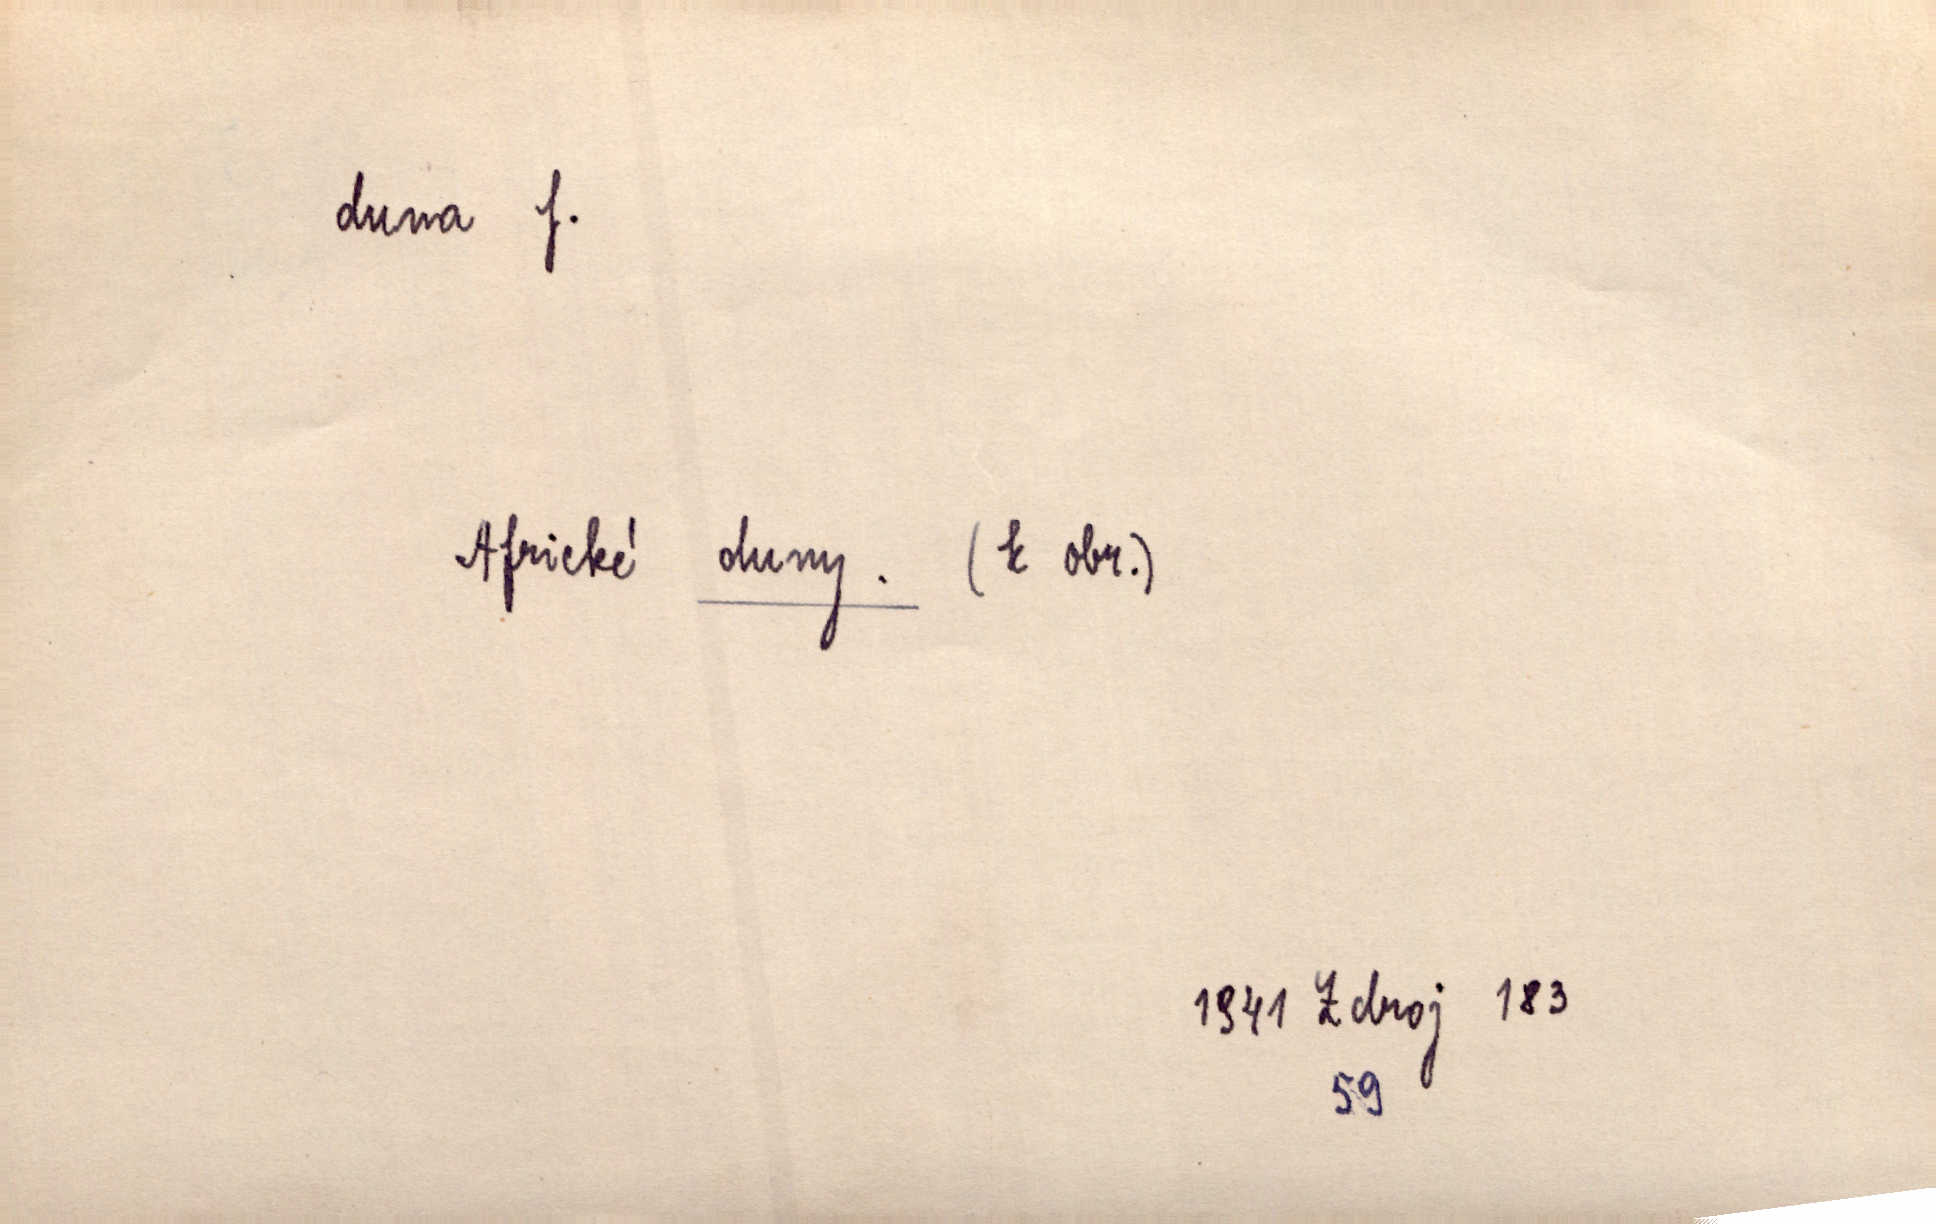 duna f.
Africké duny. (k obr.)
1941 Zdroj 183
59